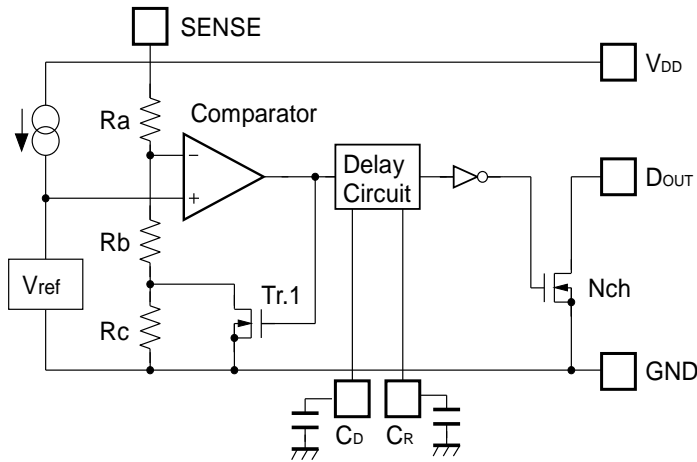 SENSE
VDD
Ra
Comparator
−
+
Delay
Circuit
DOUT
Rb
Vref
Tr.1
Nch
Rc
GND
CD
CR